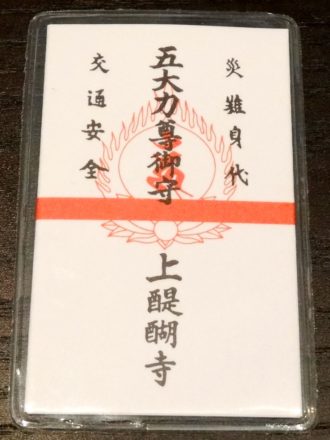 災難身代
五大力尊御守
上醍醐寺
交通安全